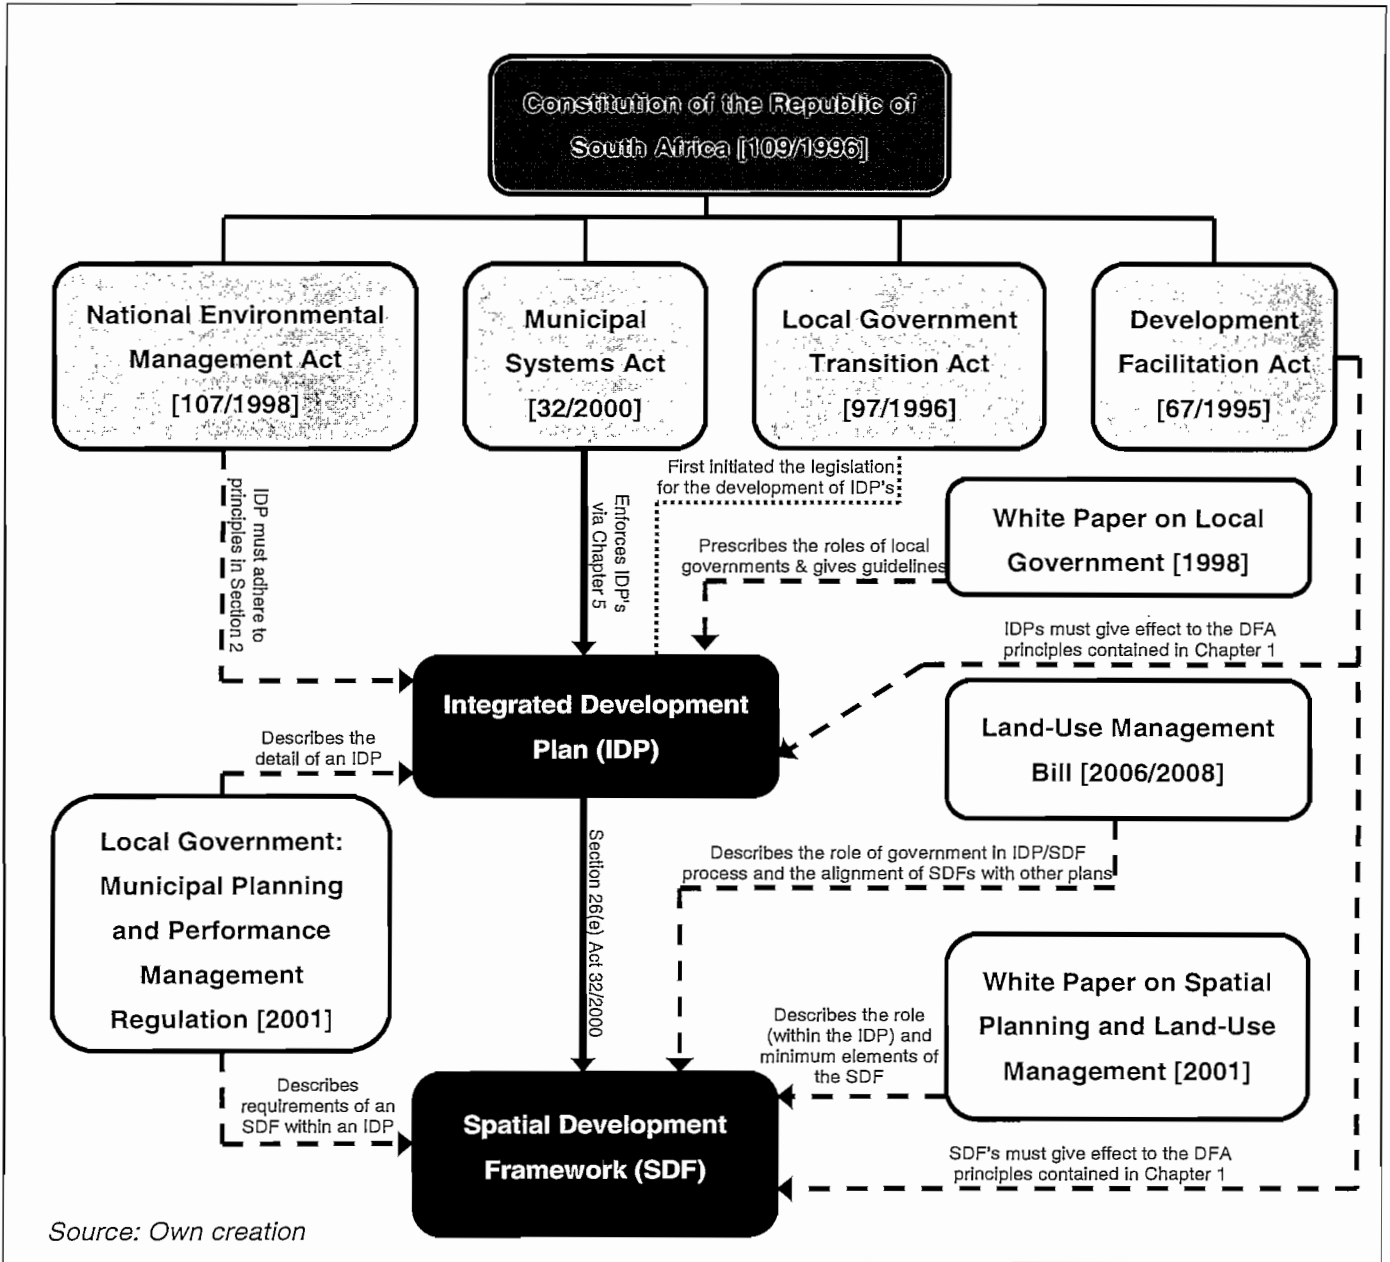 Constitution of the Republic of
South Africa [109/1996]
National Environmental
Management Act
[107/1998]
Municipal
Systems Act
[32/2000]
Local Government
Transition Act
[97/1996]
Development
Facilitation Act
[67/1995]
IDP must adhere to
principles in Section 2
Enforces IDP's
via Chapter 5
First initiated the legislation
for the development of IDP's
White Paper on Local
Government [1998]
Prescribes the roles of local
governments & gives guidelines
IDPs must give effect to the DFA
principles contained in Chapter 1
Integrated Development
Plan (IDP)
Land-Use Management
Bill [2006/2008]
Describes the
detail of an IDP
Local Government:
Municipal Planning
and Performance
Management
Regulation [2001]
Section 26(e) Act 32/2000
Describes the role of government in IDP/SDF
process and the alignment of SDFs with other plans
White Paper on Spatial
Planning and Land-Use
Management [2001]
Describes the role
(within the IDP) and
minimum elements of
the SDF
Describes
requirements of an
SDF within an IDP
Spatial Development
Framework (SDF)
SDF's must give effect to the DFA
principles contained in Chapter 1
Source: Own creation